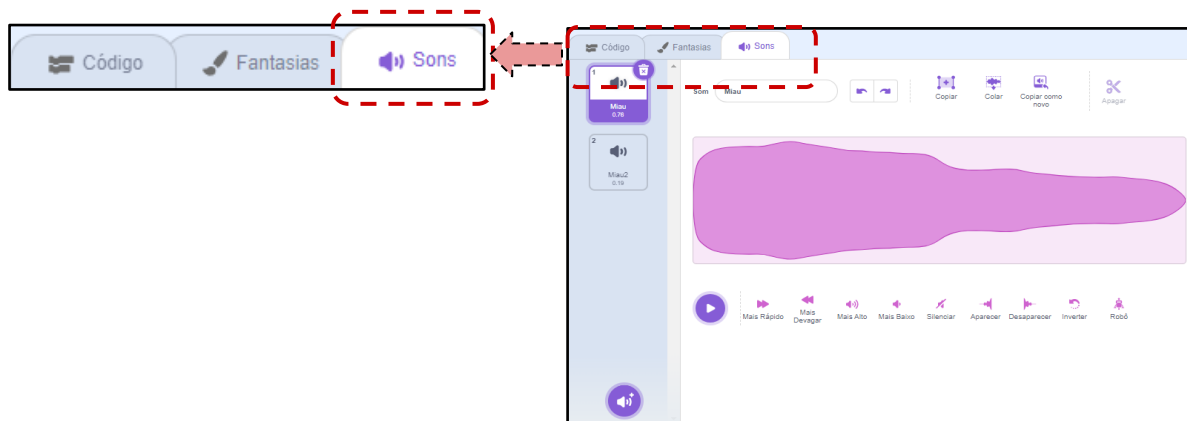 Código Fantasias Sons
Código Fantasias Sons
1
Miau
0.76
2
Miau2
0.19
Som Miau
Copiar Colar Copiar como
novo
Apagar
Mais Rápido Mais
Devagar
Mais Alto Mais Baixo Silenciar Aparecer Desaparecer Inverter Robô